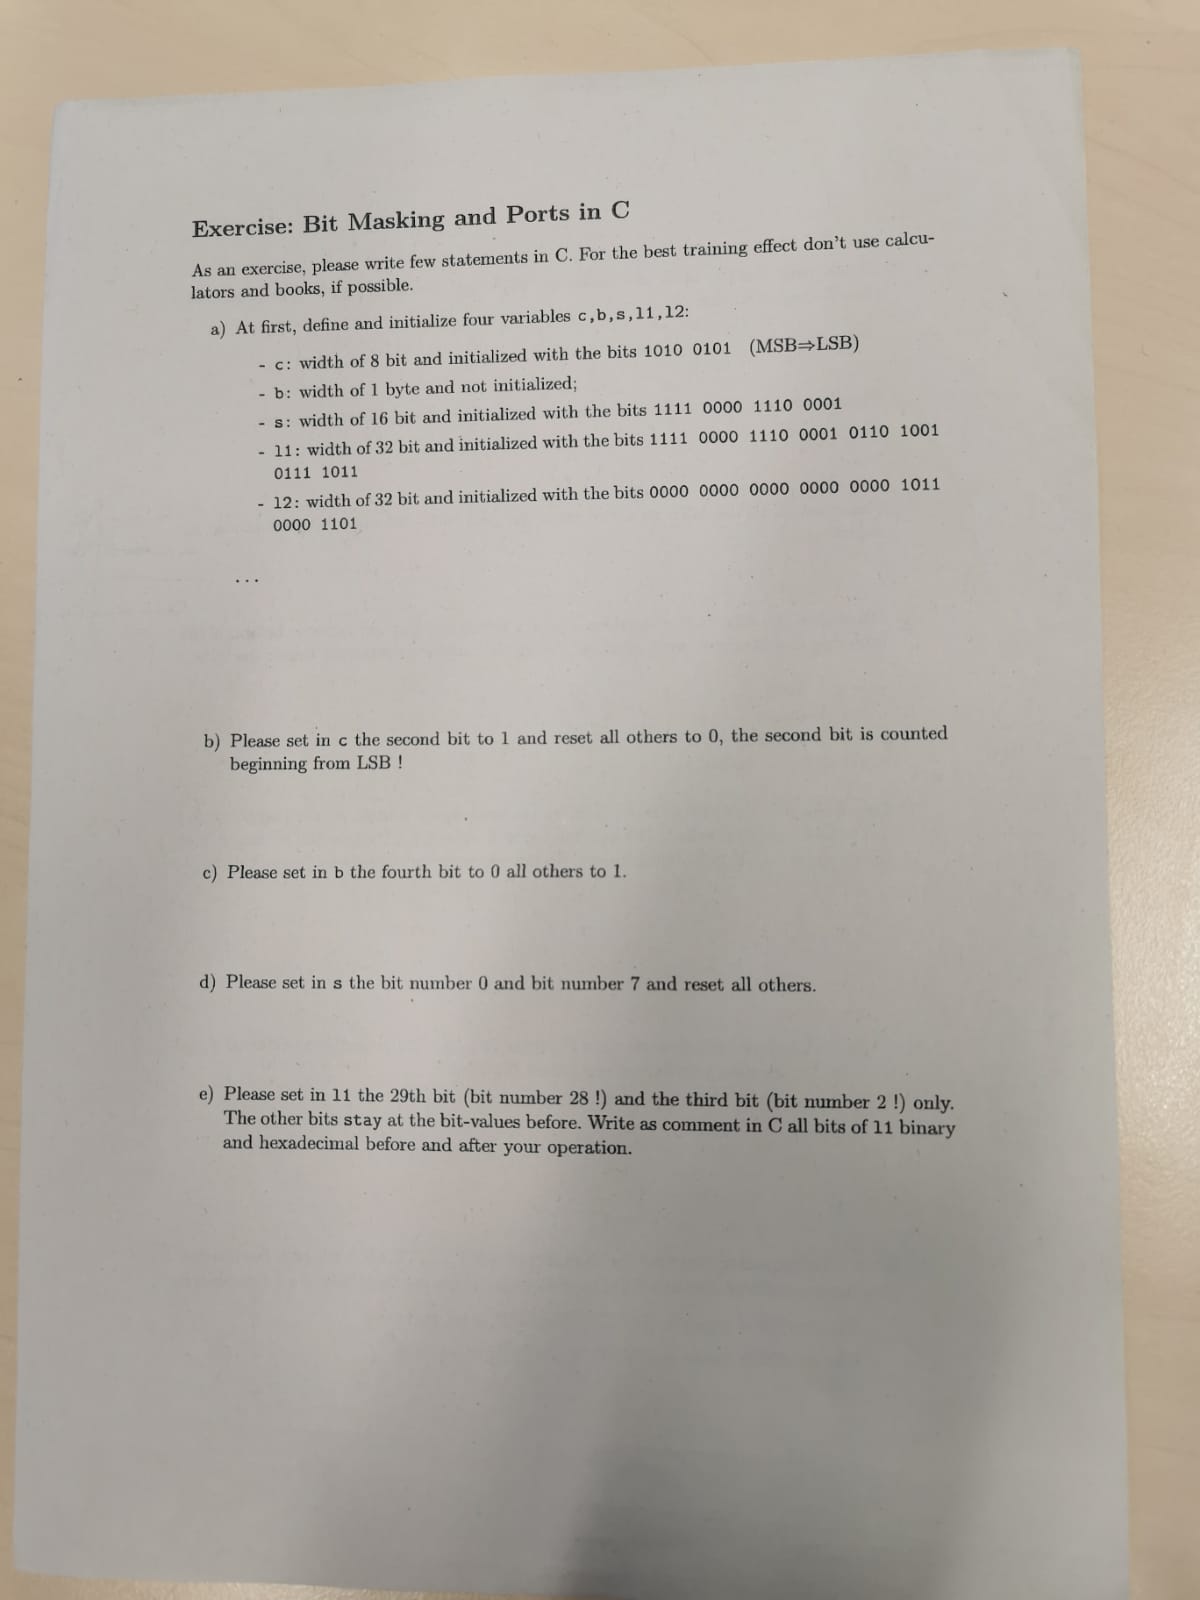 Exercise: Bit Masking and Ports in C
As an exercise, please write few statements in C. For the best training effect don't use calcu-
lators and books, if possible.
a) At first, define and initialize four variables c,b,s,l1,l2:
- c: width of 8 bit and initialized with the bits 1010 0101 (MSB⇒LSB)
- b: width of 1 byte and not initialized;
- s: width of 16 bit and initialized with the bits 1111 0000 1110 0001
- l1: width of 32 bit and initialized with the bits 1111 0000 1110 0001 0110 1001
0111 1011
- l2: width of 32 bit and initialized with the bits 0000 0000 0000 0000 0000 1011
0000 1101
...
b) Please set in c the second bit to 1 and reset all others to 0, the second bit is counted
beginning from LSB !
c) Please set in b the fourth bit to 0 all others to 1.
d) Please set in s the bit number 0 and bit number 7 and reset all others.
e) Please set in l1 the 29th bit (bit number 28 !) and the third bit (bit number 2 !) only.
The other bits stay at the bit-values before. Write as comment in C all bits of l1 binary
and hexadecimal before and after your operation.